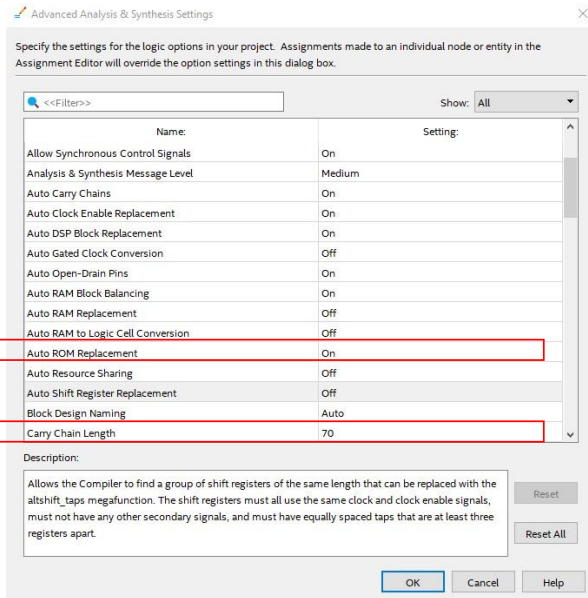 Advanced Analysis & Synthesis Settings
Specify the settings for the logic options in your project. Assignments made to an individual node or entity in the
Assignment Editor will override the option settings in this dialog box.
<<Filter>>
Show: All
Name: Setting:
Allow Synchronous Control Signals On
Analysis & Synthesis Message Level Medium
Auto Carry Chains On
Auto Clock Enable Replacement On
Auto DSP Block Replacement On
Auto Gated Clock Conversion Off
Auto Open-Drain Pins On
Auto RAM Block Balancing On
Auto RAM Replacement Off
Auto RAM to Logic Cell Conversion Off
Auto ROM Replacement On
Auto Resource Sharing Off
Auto Shift Register Replacement Off
Block Design Naming Auto
Carry Chain Length 70
Description:
Allows the Compiler to find a group of shift registers of the same length that can be replaced with the
altshift_taps megafunction. The shift registers must all use the same clock and clock enable signals,
must not have any other secondary signals, and must have equally spaced taps that are at least three
registers apart.
Reset
Reset All
OK Cancel Help